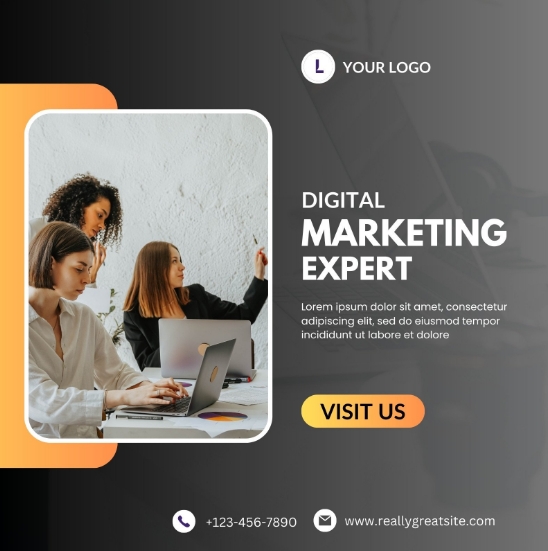 L YOUR LOGO
DIGITAL
MARKETING
EXPERT
Lorem ipsum dolor sit amet, consectetur
adipiscing elit, sed do eiusmod tempor
incididunt ut labore et dolore
VISIT US
+123-456-7890 www.reallygreatsite.com